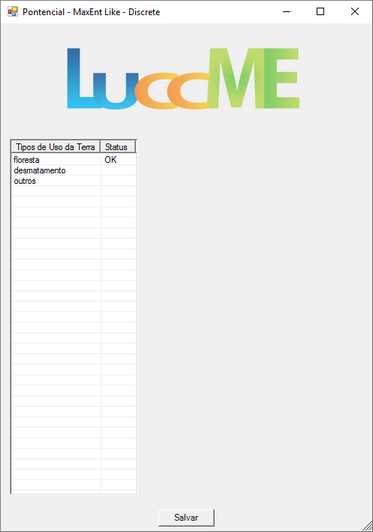 Pontencial - MaxEnt Like - Discrete
LuccME
Tipos de Uso da Terra Status
floresta OK
desmatamento
outros
Salvar